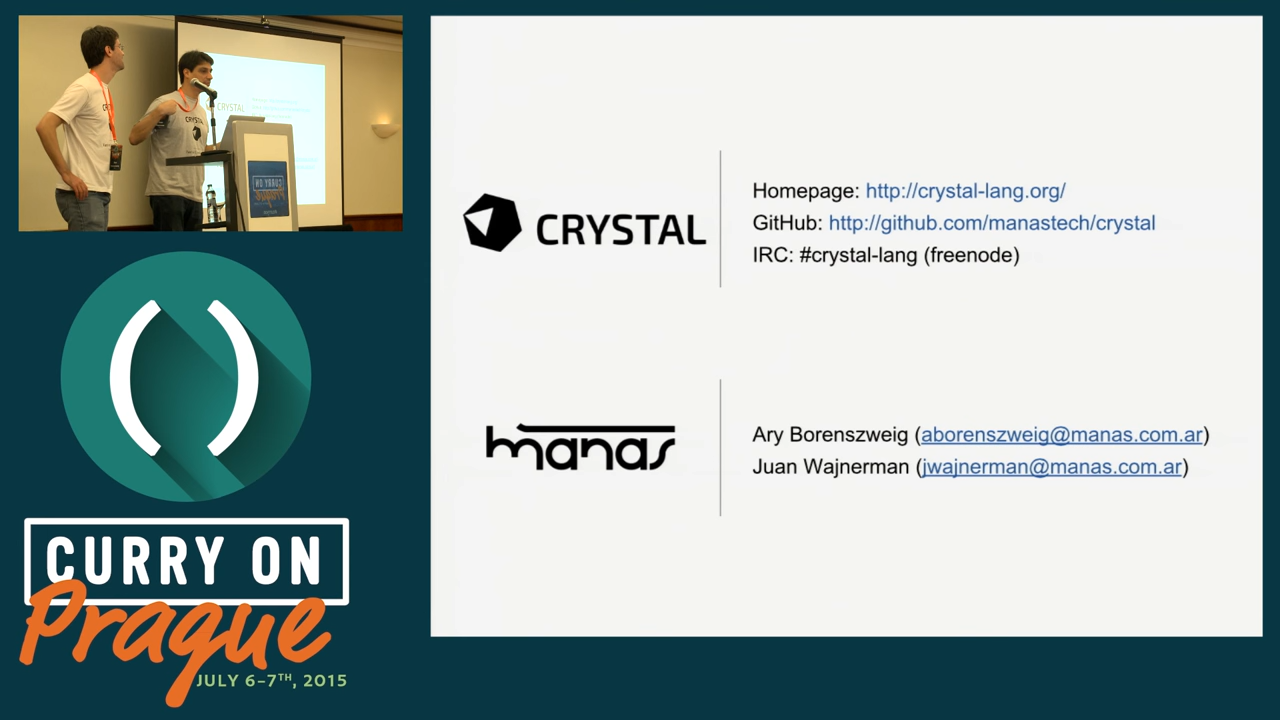 CRYSTAL
CRYSTAL
Homepage: http://crystal-lang.org/
GitHub: http://github.com/manastech/crystal
IRC: #crystal-lang (freenode)
manas
Ary Borenszweig (aborenszweig@manas.com.ar)
Juan Wajnerman (jwajnerman@manas.com.ar)
CURRY ON
Prague
JULY 6-7TH, 2015